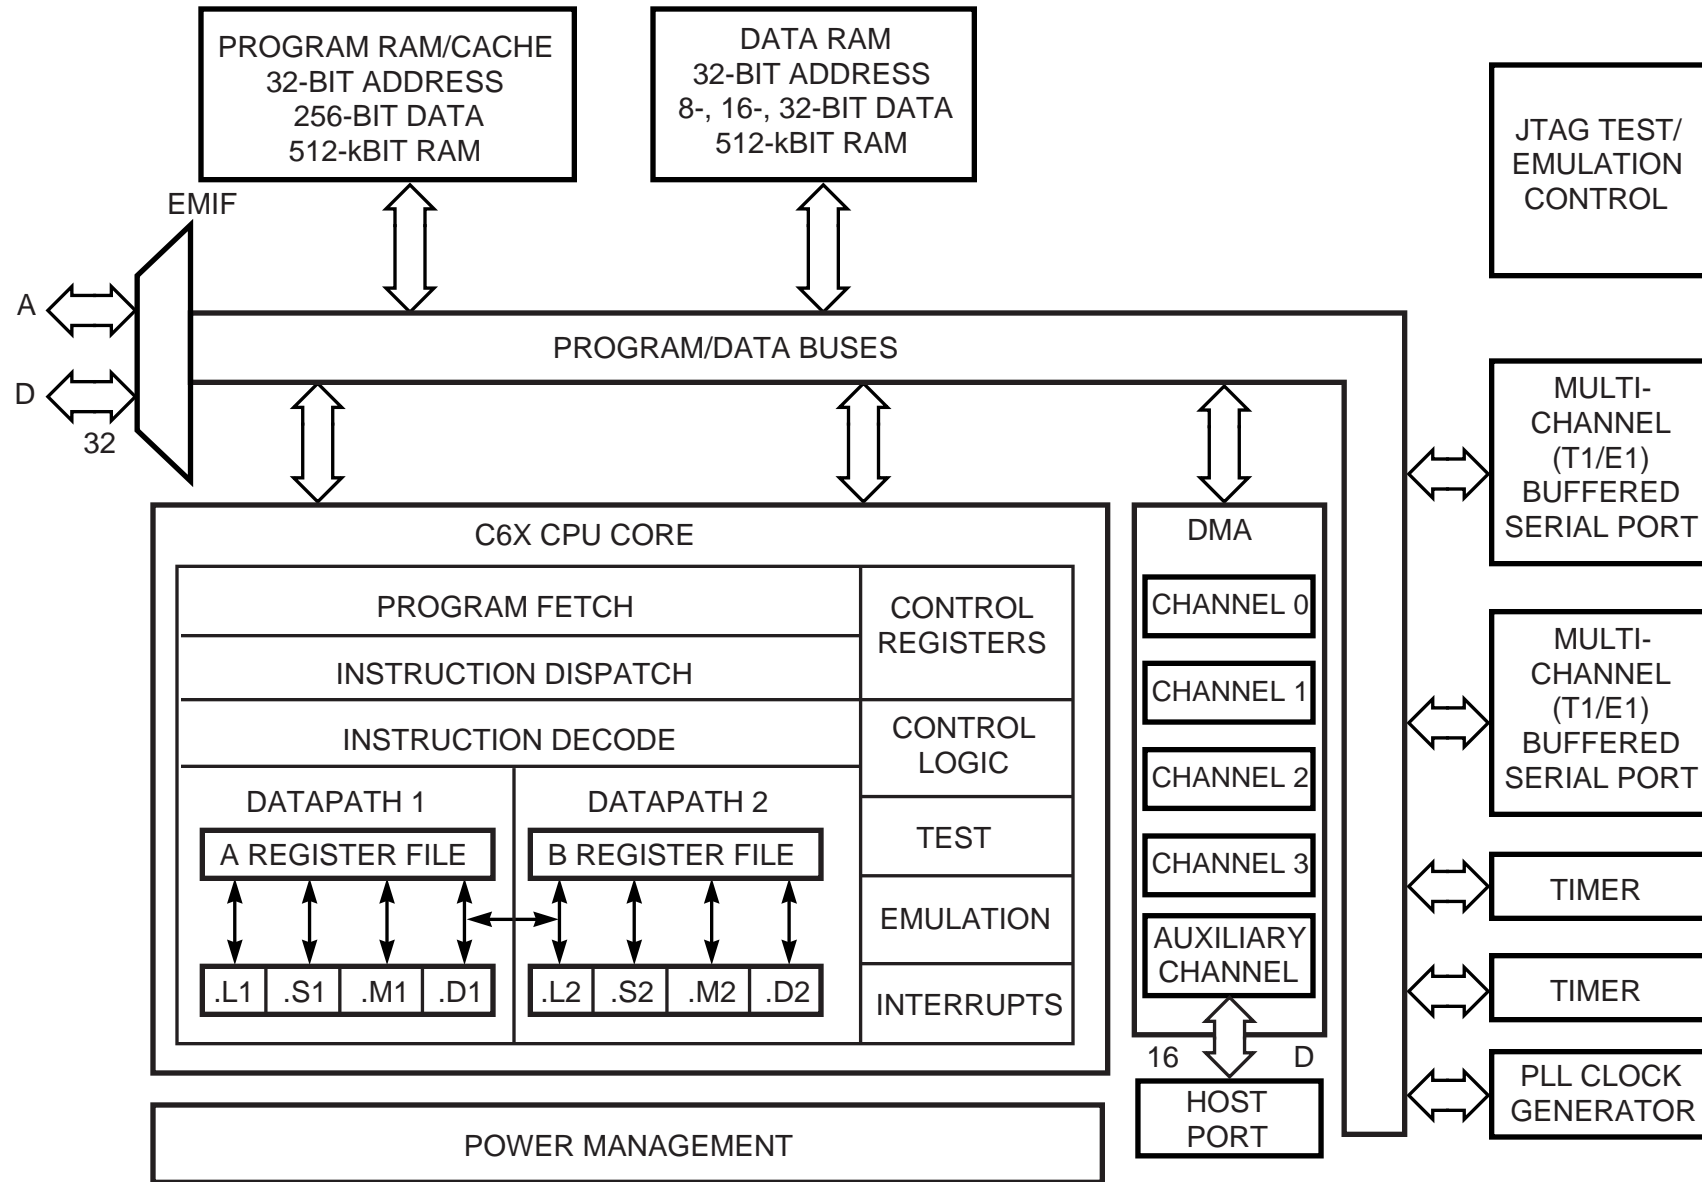 PROGRAM RAM/CACHE
32-BIT ADDRESS
256-BIT DATA
512-kBIT RAM
DATA RAM
32-BIT ADDRESS
8-, 16-, 32-BIT DATA
512-kBIT RAM
JTAG TEST/
EMULATION
CONTROL
EMIF
A
D
32
PROGRAM/DATA BUSES
MULTI-
CHANNEL
(T1/E1)
BUFFERED
SERIAL PORT
MULTI-
CHANNEL
(T1/E1)
BUFFERED
SERIAL PORT
TIMER
TIMER
PLL CLOCK
GENERATOR
C6X CPU CORE
PROGRAM FETCH
INSTRUCTION DISPATCH
INSTRUCTION DECODE
DATAPATH 1
A REGISTER FILE
.L1 .S1 .M1 .D1
DATAPATH 2
B REGISTER FILE
.L2 .S2 .M2 .D2
CONTROL
REGISTERS
CONTROL
LOGIC
TEST
EMULATION
INTERRUPTS
DMA
CHANNEL 0
CHANNEL 1
CHANNEL 2
CHANNEL 3
AUXILIARY
CHANNEL
16 D
HOST
PORT
POWER MANAGEMENT